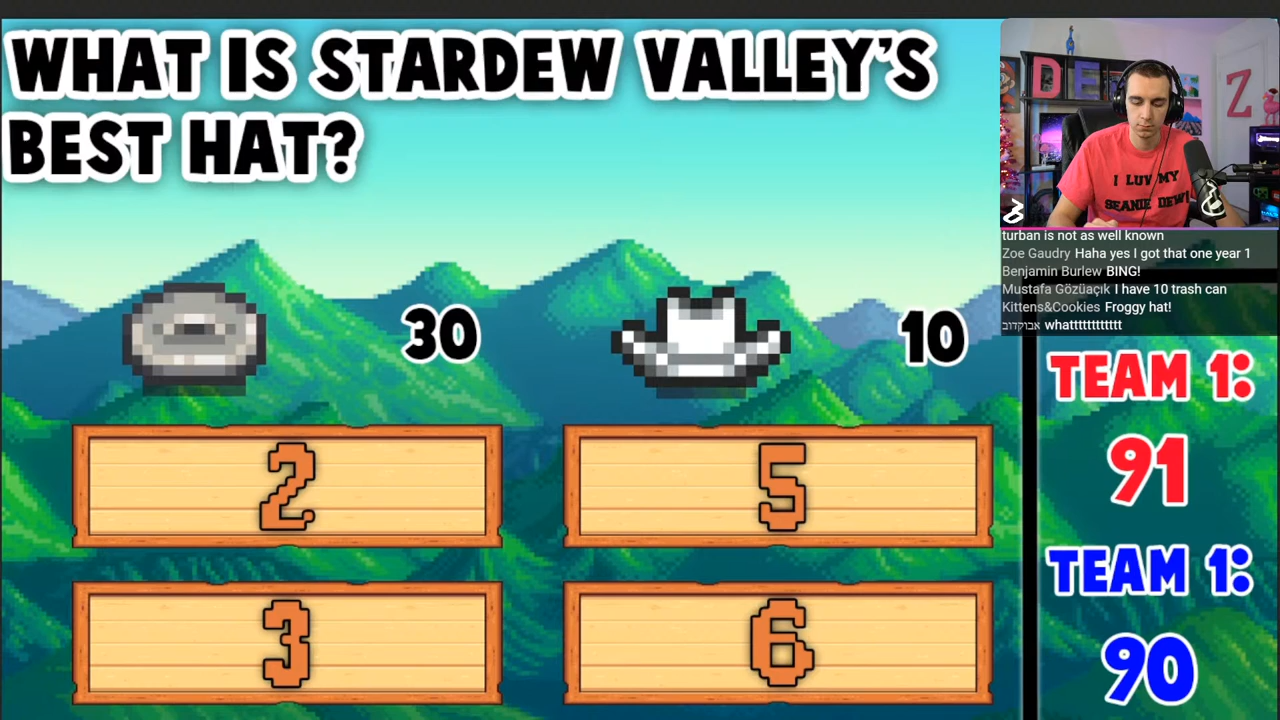 WHAT IS STARDEW VALLEY'S
BEST HAT?
30
10
2
5
3
6
D E
Z
I LUV MY
SEANIE DEW!
turban is not as well known
Zoe Gaudry Haha yes I got that one year 1
Benjamin Burlew BING!
Mustafa Gözüaçık I have 10 trash can
Kittens&Cookies Froggy hat!
אבוקדוב whatttttttttttt
TEAM 1:
91
TEAM 1:
90